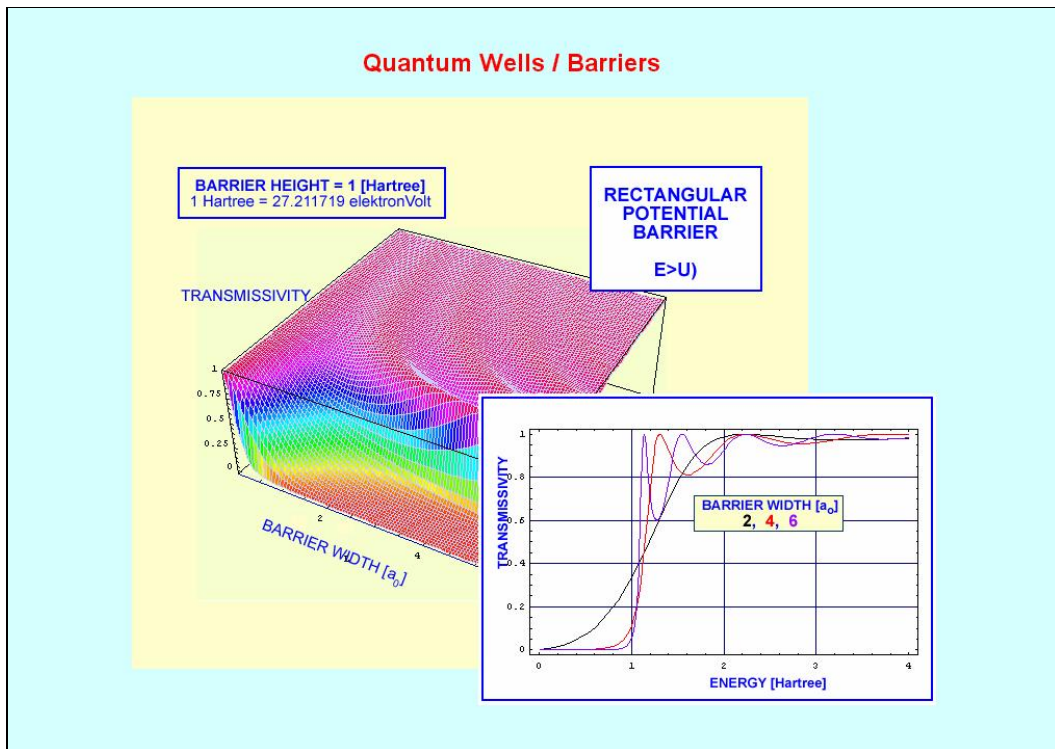 Quantum Wells / Barriers
BARRIER HEIGHT = 1 [Hartree]
1 Hartree = 27.211719 elektronVolt
RECTANGULAR
POTENTIAL
BARRIER
E>U)
TRANSMISSIVITY
1
0.75
0.5
0.25
0
2
4
BARRIER WIDTH [a0]
TRANSMISSIVITY
1
0.8
0.6
0.4
0.2
0
BARRIER WIDTH [ao]
2, 4, 6
0 1 2 3 4
ENERGY [Hartree]